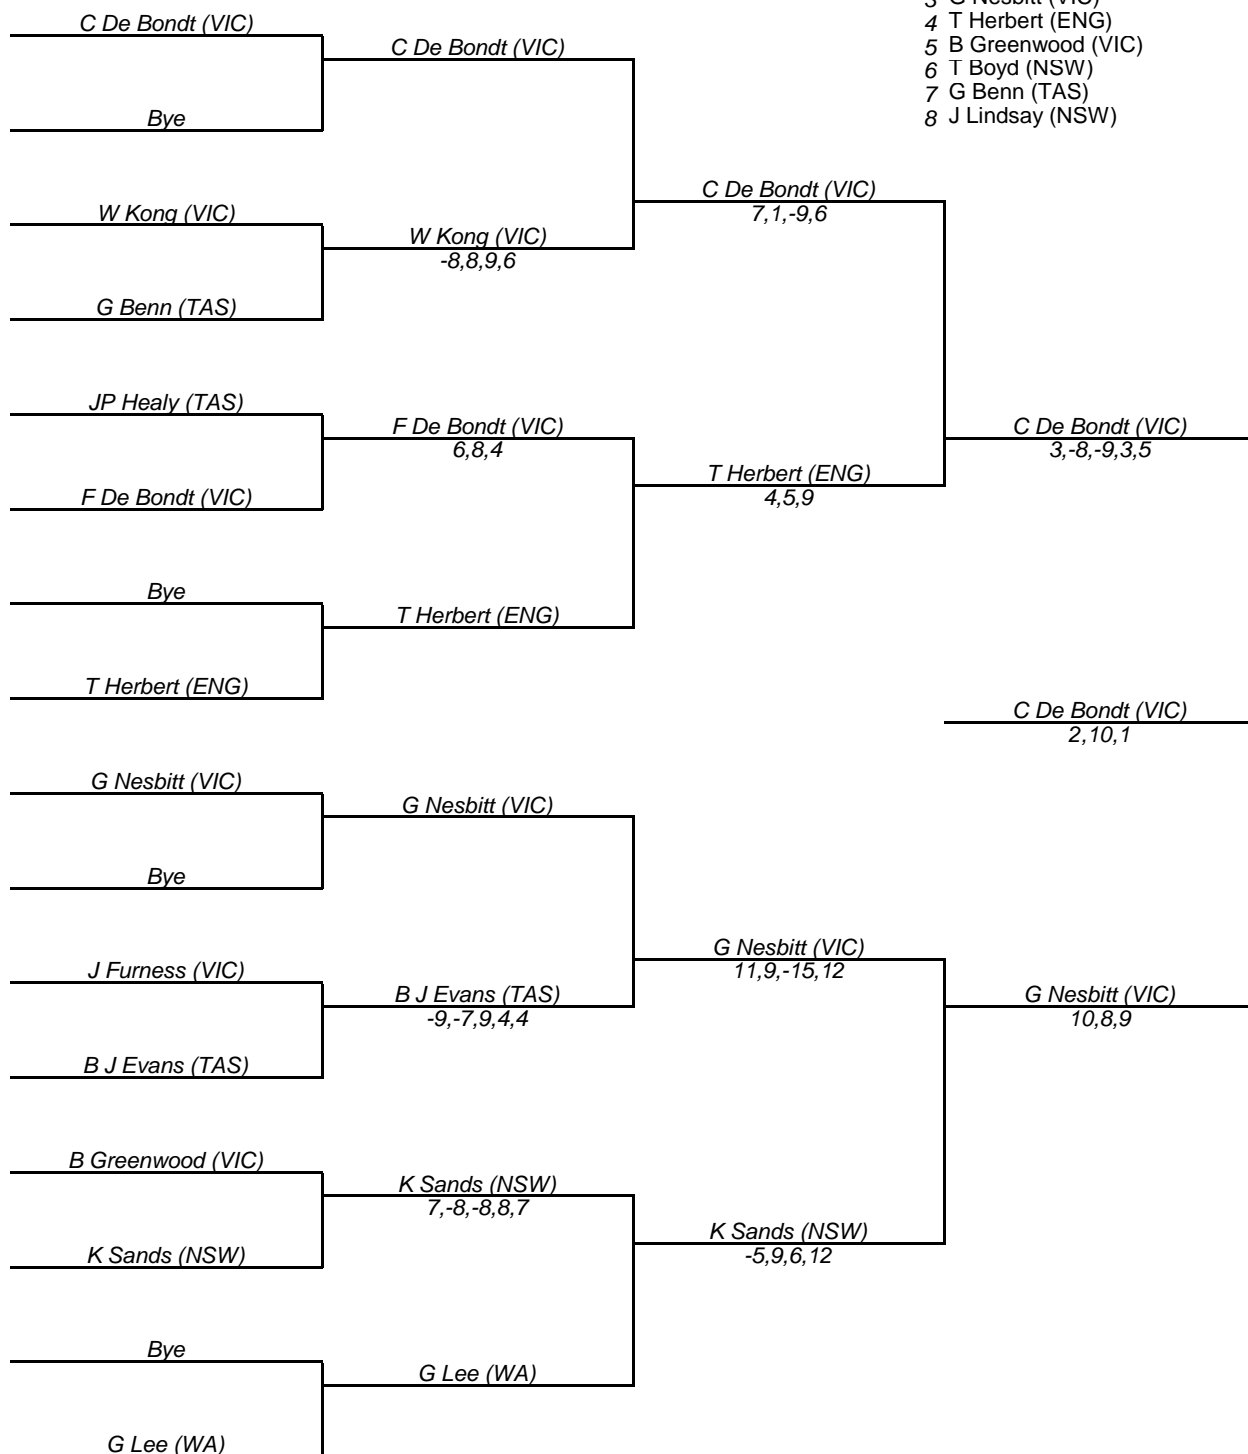 3 G Nesbitt (VIC)
4 T Herbert (ENG)
5 B Greenwood (VIC)
6 T Boyd (NSW)
7 G Benn (TAS)
8 J Lindsay (NSW)
C De Bondt (VIC)
C De Bondt (VIC)
Bye
C De Bondt (VIC)
7,1,-9,6
W Kong (VIC)
W Kong (VIC)
-8,8,9,6
G Benn (TAS)
JP Healy (TAS)
F De Bondt (VIC)
6,8,4
C De Bondt (VIC)
3,-8,-9,3,5
T Herbert (ENG)
4,5,9
F De Bondt (VIC)
Bye
T Herbert (ENG)
T Herbert (ENG)
C De Bondt (VIC)
2,10,1
G Nesbitt (VIC)
G Nesbitt (VIC)
Bye
G Nesbitt (VIC)
11,9,-15,12
J Furness (VIC)
B J Evans (TAS)
-9,-7,9,4,4
G Nesbitt (VIC)
10,8,9
B J Evans (TAS)
B Greenwood (VIC)
K Sands (NSW)
7,-8,-8,8,7
K Sands (NSW)
-5,9,6,12
K Sands (NSW)
Bye
G Lee (WA)
G Lee (WA)